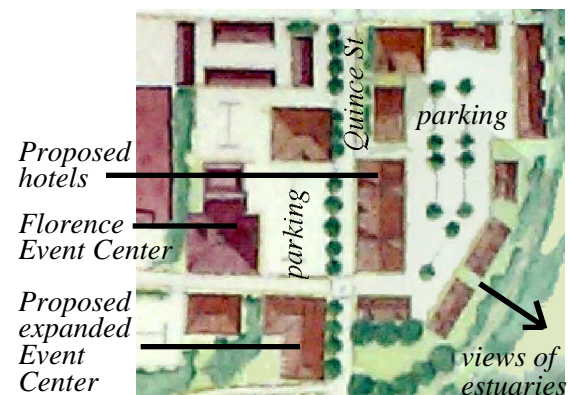 Quince St
parking
Proposed
hotels
parking
Florence
Event Center
Proposed
expanded
Event
Center
views of
estuaries